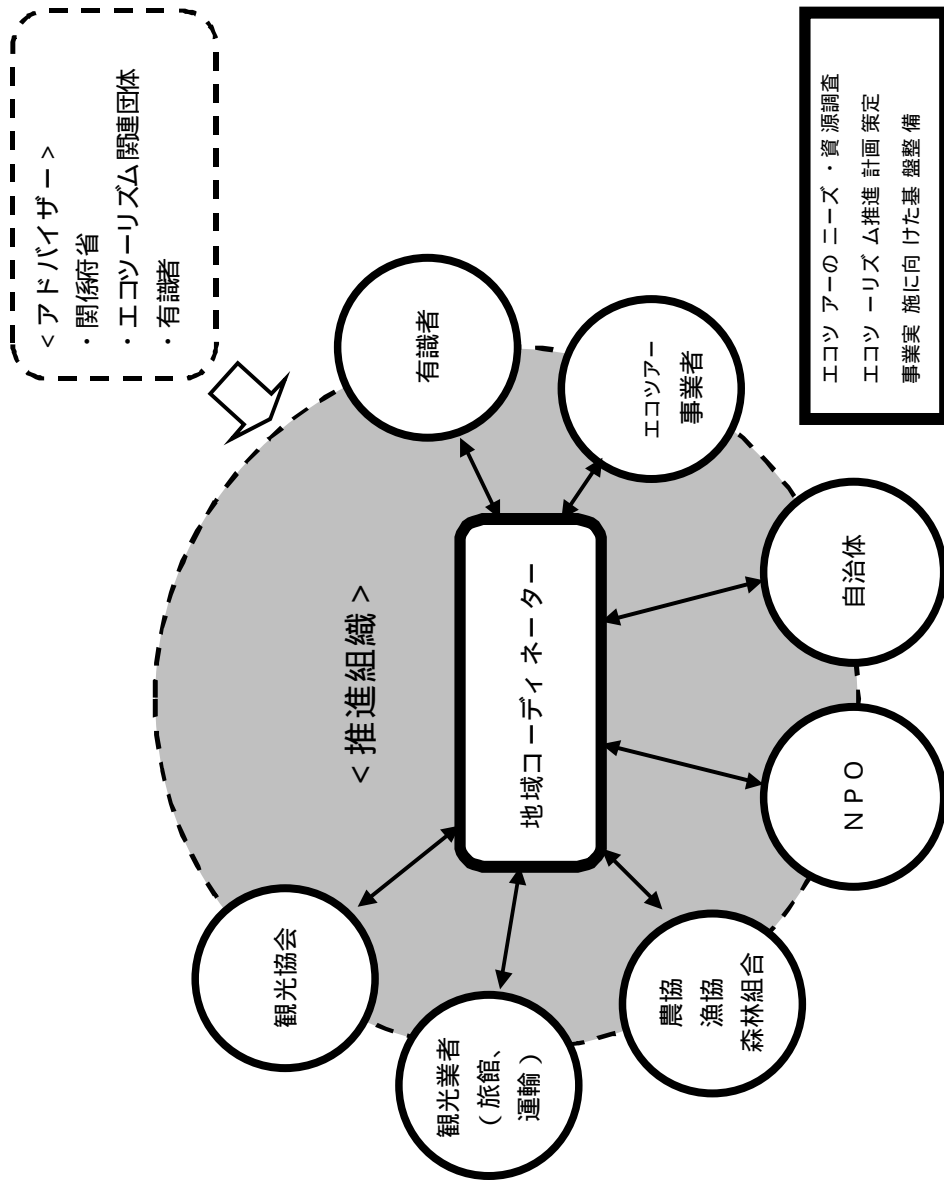 ＜アドバイザー＞
・関係府省
・エコツーリズム関連団体
・有識者
＜推進組織＞
地域コーディネーター
観光協会
観光業者
（旅館、
運輸）
農協
漁協
森林組合
ＮＰＯ
自治体
エコツアー
事業者
有識者
エコツアーのニーズ・資源調査
エコツーリズム推進計画策定
事業実施に向けた基盤整備